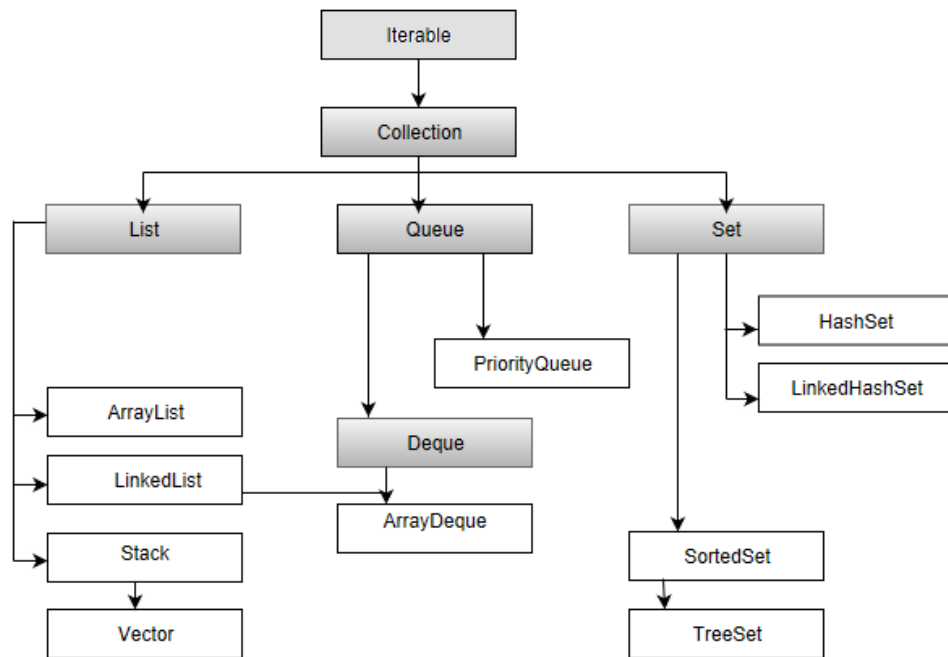 Iterable
Collection
List
Queue
Set
HashSet
PriorityQueue
LinkedHashSet
ArrayList
Deque
LinkedList
ArrayDeque
Stack
SortedSet
Vector
TreeSet